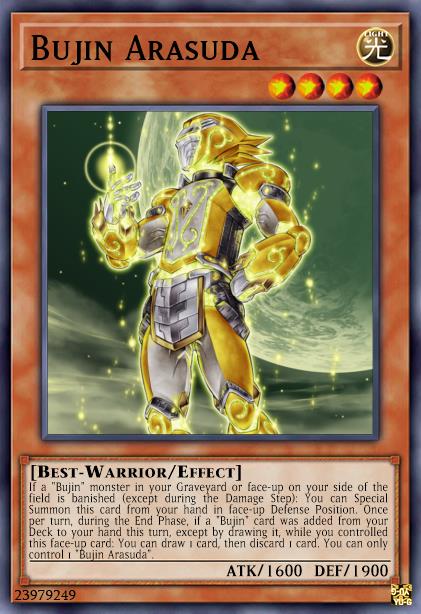 Bujin Arasuda
LIGHT
光
[Best-Warrior/Effect]
If a "Bujin" monster in your Graveyard or face-up on your side of the
field is banished (except during the Damage Step): You can Special
Summon this card from your hand in face-up Defense Position. Once
per turn, during the End Phase, if a "Bujin" card was added from your
Deck to your hand this turn, except by drawing it, while you controlled
this face-up card: You can draw 1 card, then discard 1 card. You can only
control 1 "Bujin Arasuda".
ATK/1600 DEF/1900
23979249